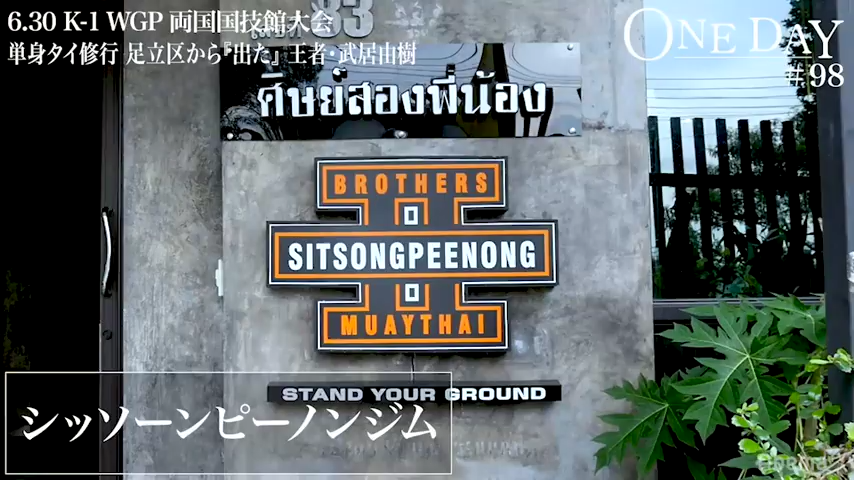 6.30 K-1 WGP 両国国技館大会
単身タイ修行 足立区から『出た』 王者・武居由樹
ONE DAY
#98
83
ศิษย์สองพี่น้อง
BROTHERS
SITSONGPEENONG
MUAYTHAI
STAND YOUR GROUND
シッソーンピーノンジム